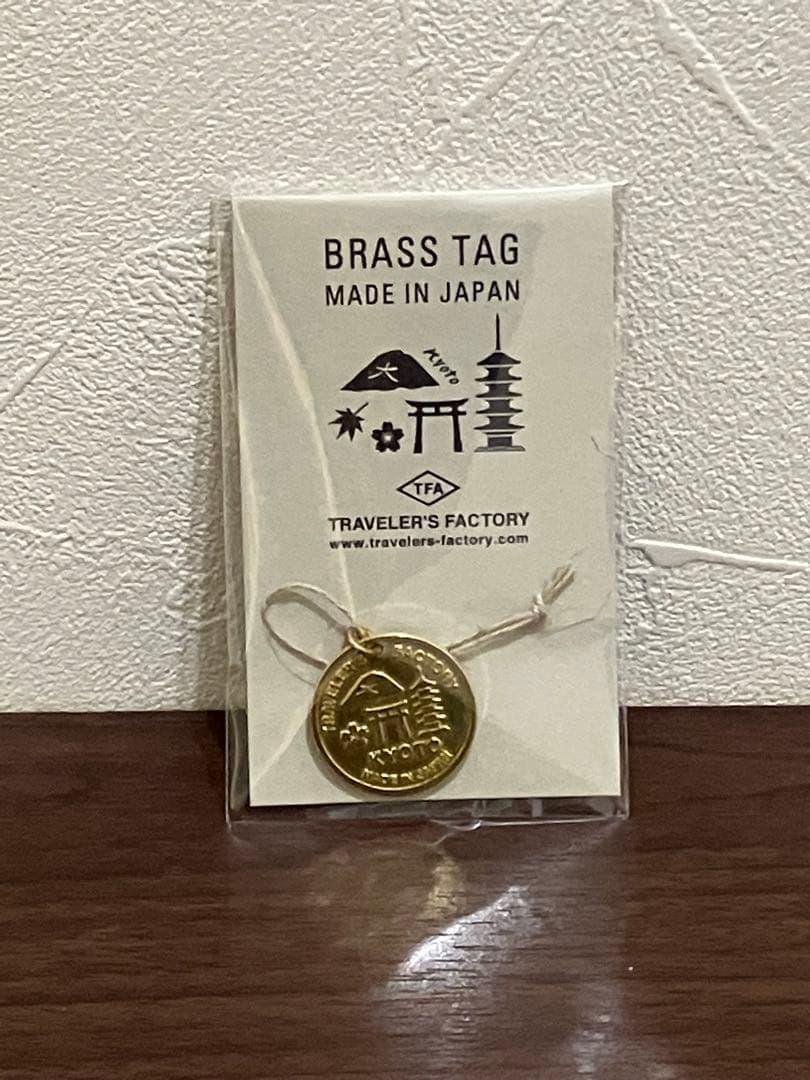 BRASS TAG
MADE IN JAPAN
Kyoto
大
TFA
TRAVELER'S FACTORY
www.travelers-factory.com
TRAVELER'S FACTORY
大
KYOTO
MADE IN JAPAN